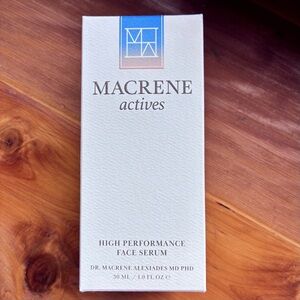 MACRENE
actives
HIGH PERFORMANCE
FACE SERUM
DR. MACRENE ALEXIADES MD PHD
30 ML / 1.0 FL OZ ℮